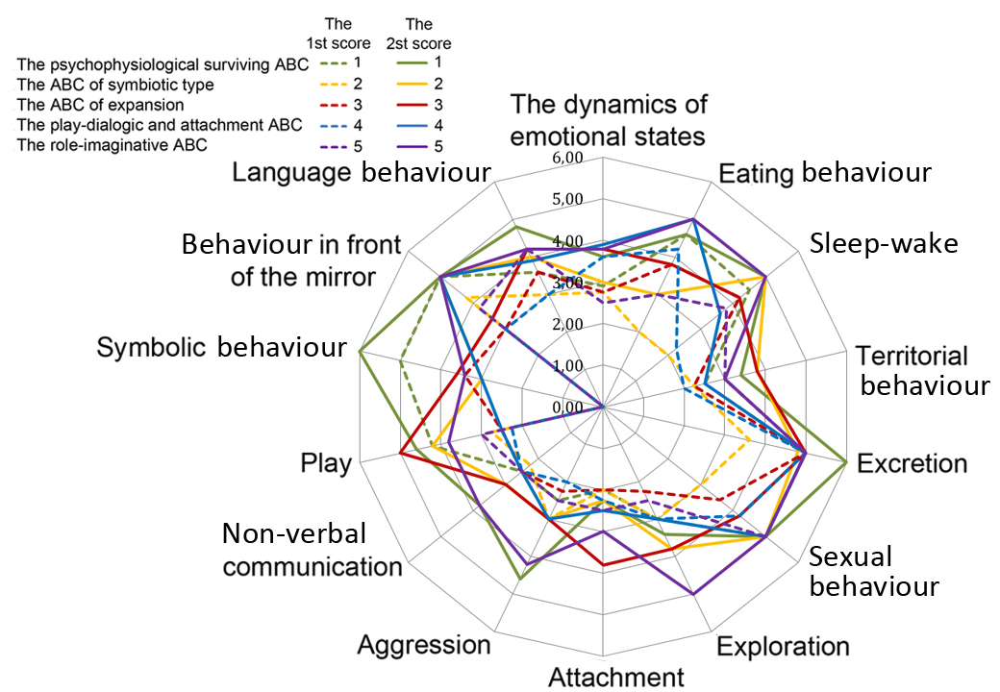 The The
1st score 2st score
The psychophysiological surviving ABC 1 1
The ABC of symbiotic type 2 2
The ABC of expansion 3 3
The play-dialogic and attachment ABC 4 4
The role-imaginative ABC 5 5
The dynamics of
emotional states
6,00
5,00
4,00
3,00
2,00
1,00
0,00
Eating behaviour
Sleep-wake
Territorial
behaviour
Excretion
Sexual
behaviour
Exploration
Attachment
Aggression
Non-verbal
communication
Play
Symbolic behaviour
Behaviour in front
of the mirror
Language behaviour